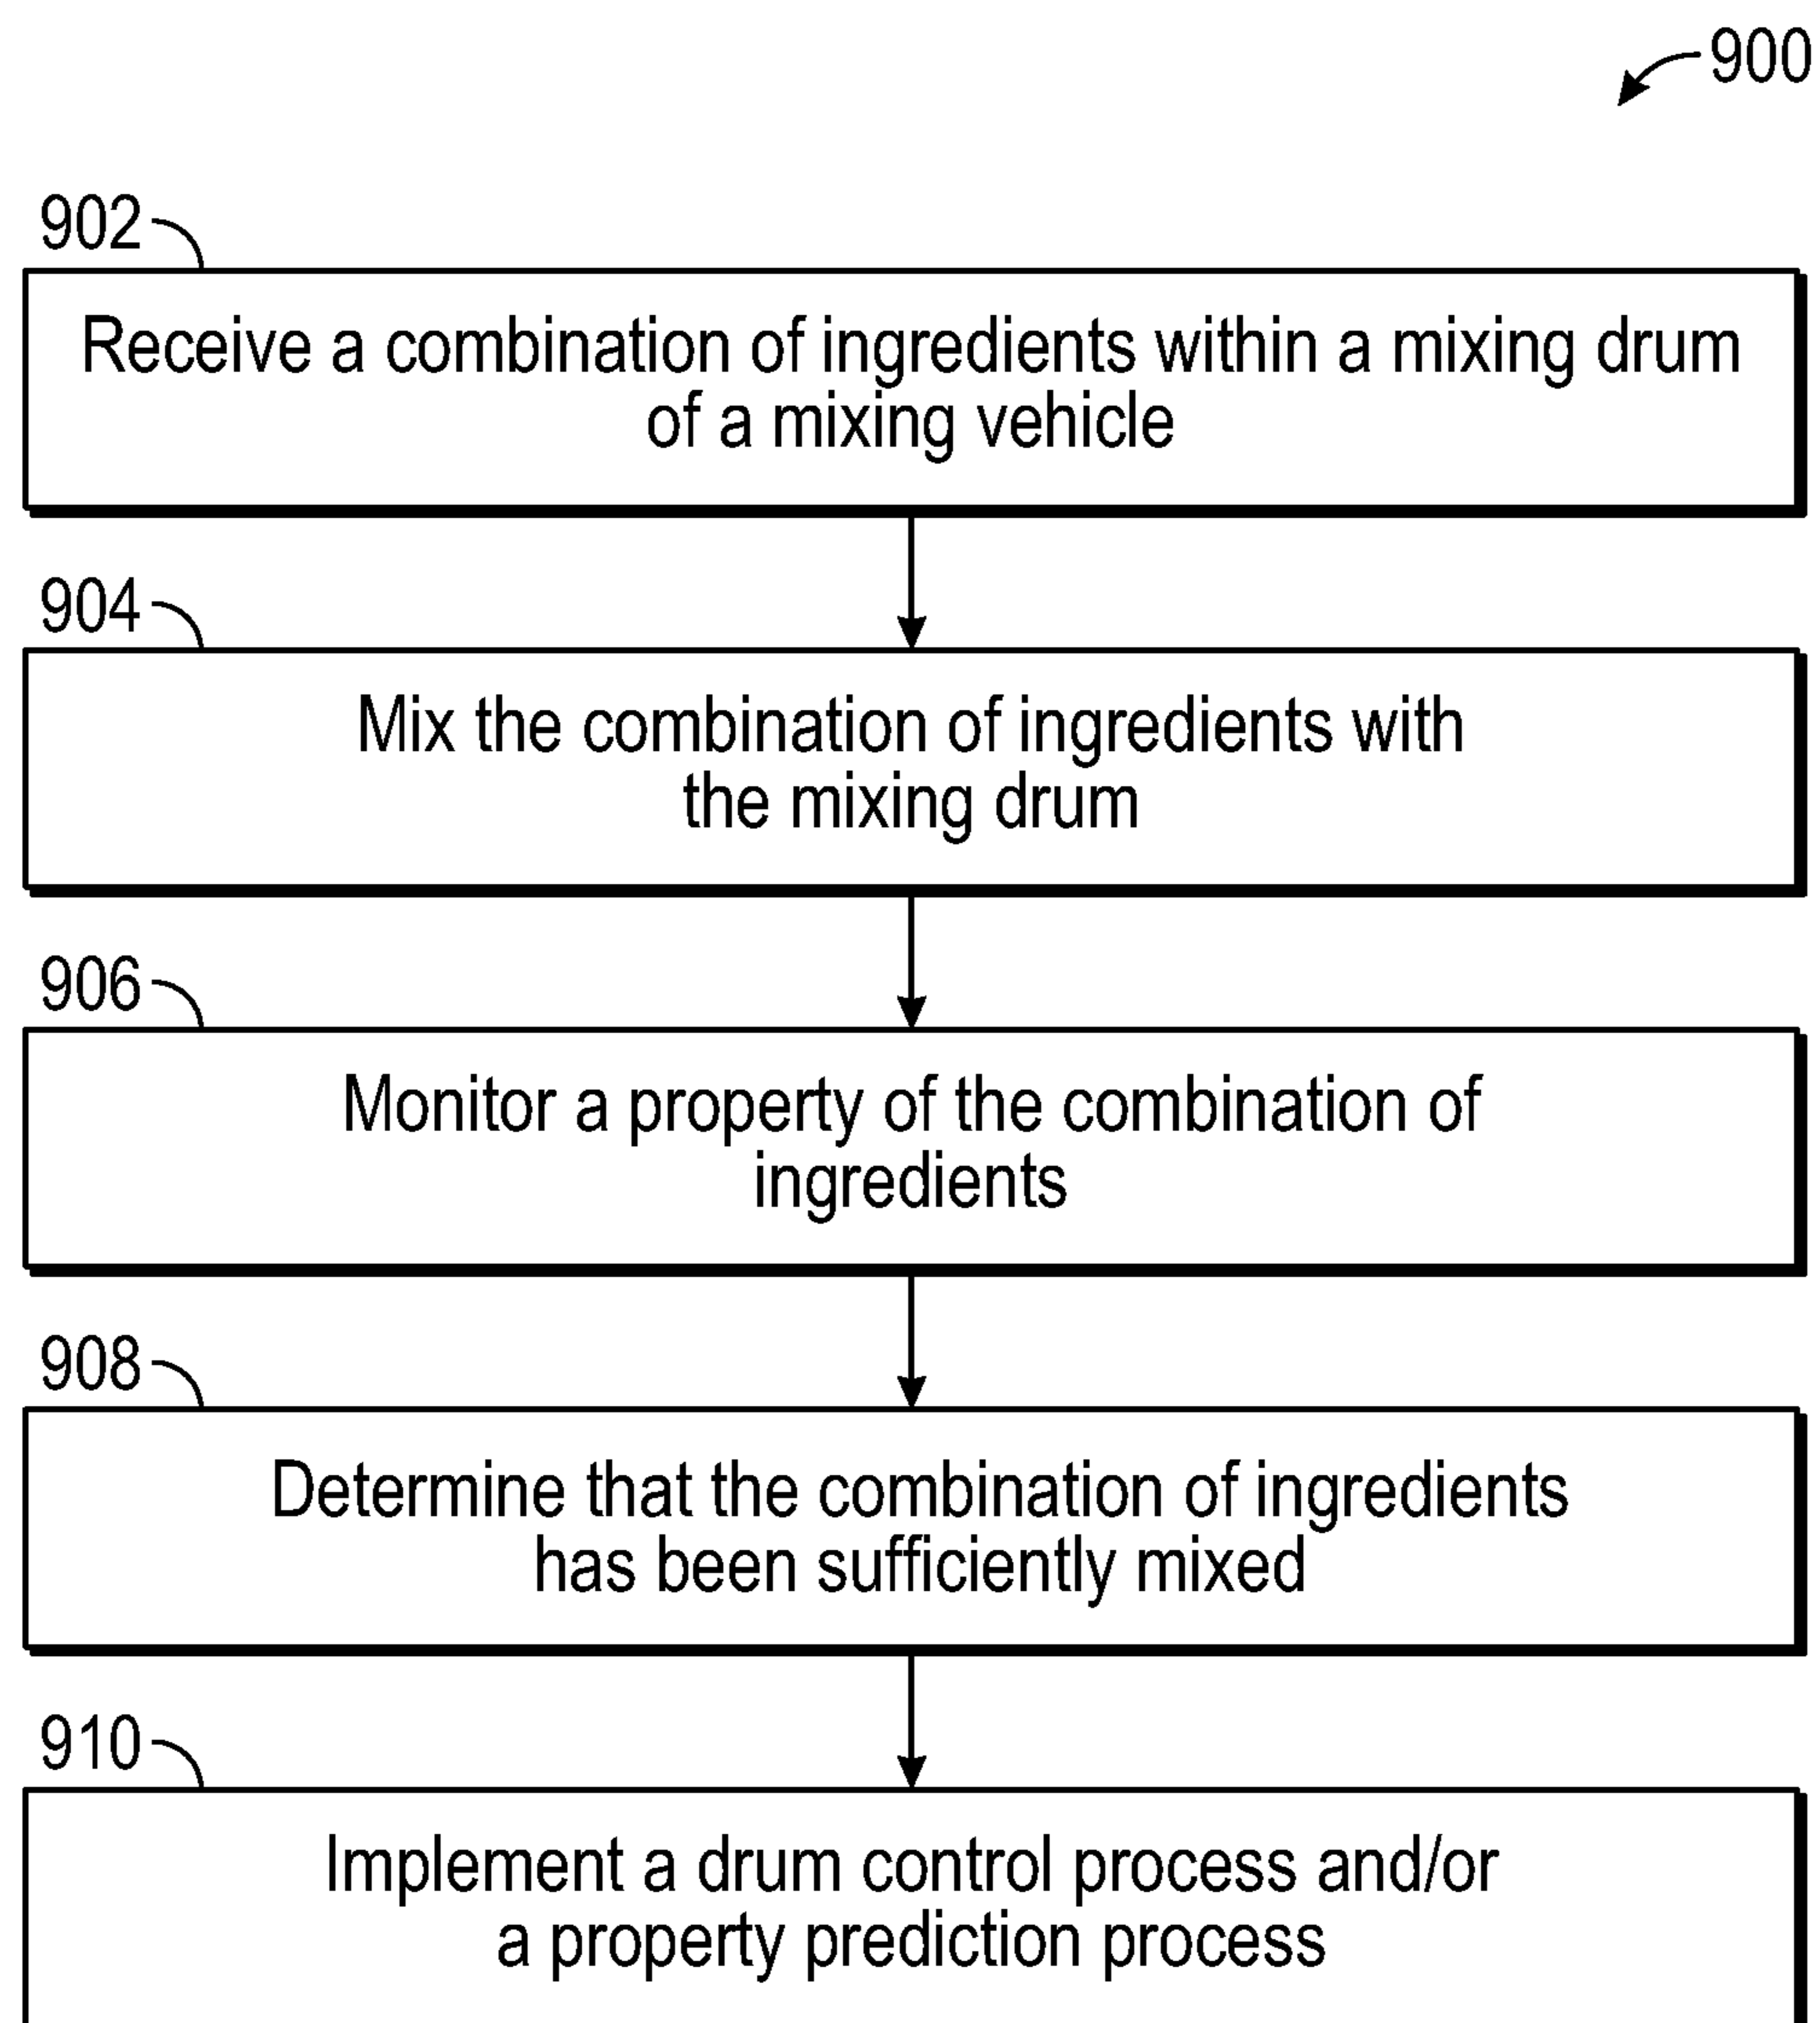 900
902
Receive a combination of ingredients within a mixing drum
of a mixing vehicle
904
Mix the combination of ingredients with
the mixing drum
906
Monitor a property of the combination of
ingredients
908
Determine that the combination of ingredients
has been sufficiently mixed
910
Implement a drum control process and/or
a property prediction process